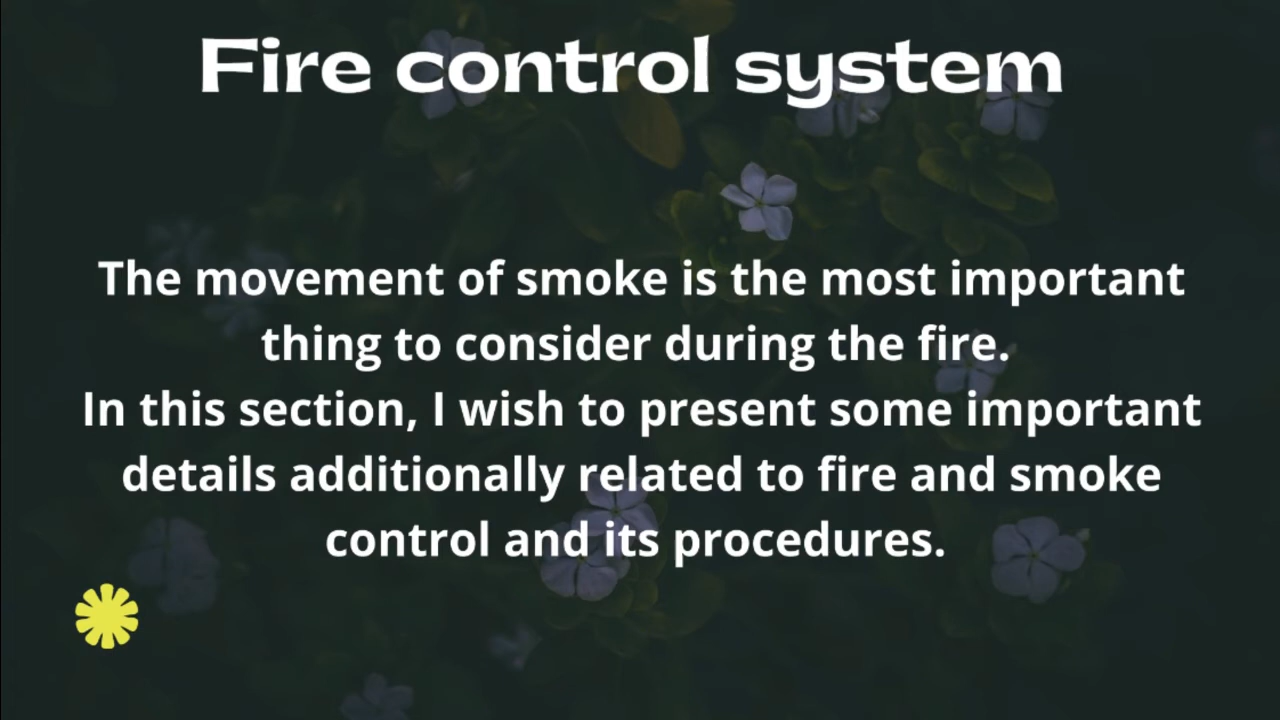 Fire control system
The movement of smoke is the most important
thing to consider during the fire.
In this section, I wish to present some important
details additionally related to fire and smoke
control and its procedures.